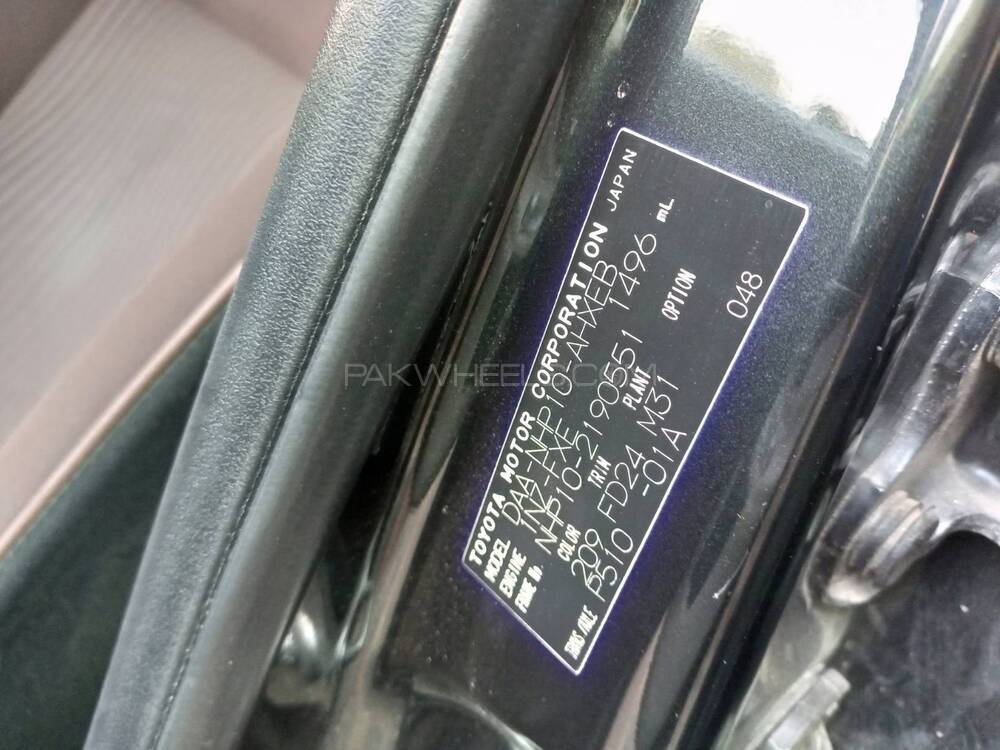 TOYOTA MOTOR CORPORATION JAPAN
MODEL DAA-NHP10-AHXEB
ENGINE 1NZ-FXE 1496 mL
FRAME No. NHP10-2190551
COLOR TRIM PLANT OPTION
209 FD24 M31 048
TRANS/AXLE P510 -01A
PAKWHEELS.COM